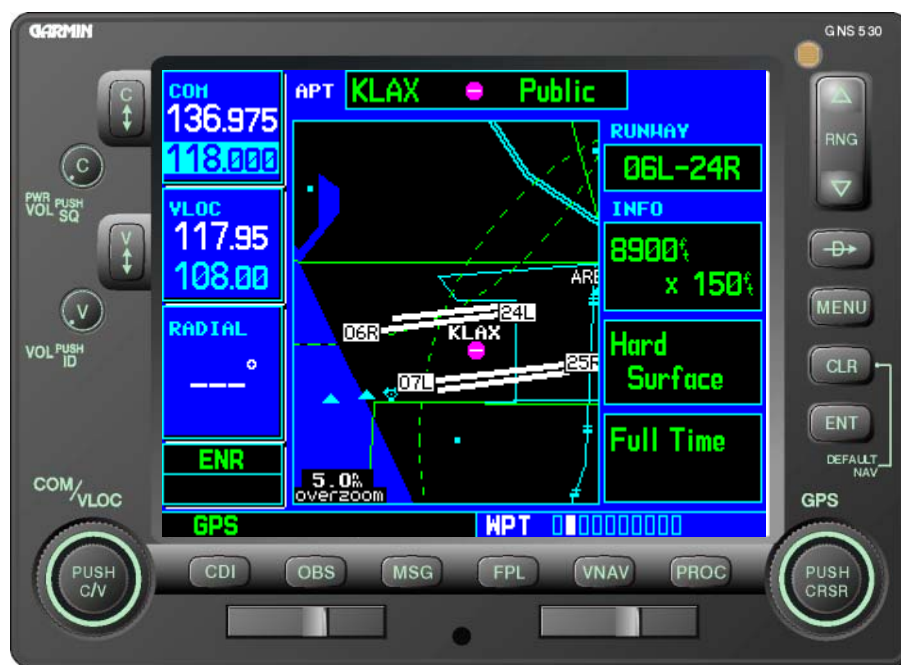 GARMIN
GNS 530
COM
136.975
118.000
VLOC
117.95
108.00
RADIAL
___°
ENR
APT KLAX Public
RUNWAY
06L-24R
INFO
8900ft
x 150ft
Hard
Surface
Full Time
ARE
24L
06R
KLAX
25R
07L
overzoom
GPS
WPT
C
C
PWR
VOL
PUSH
SQ
V
V
VOL
PUSH
ID
COM/VLOC
PUSH
C/V
RNG
D
MENU
CLR
ENT
DEFAULT
NAV
GPS
PUSH
CRSR
CDI
OBS
MSG
FPL
VNAV
PROC